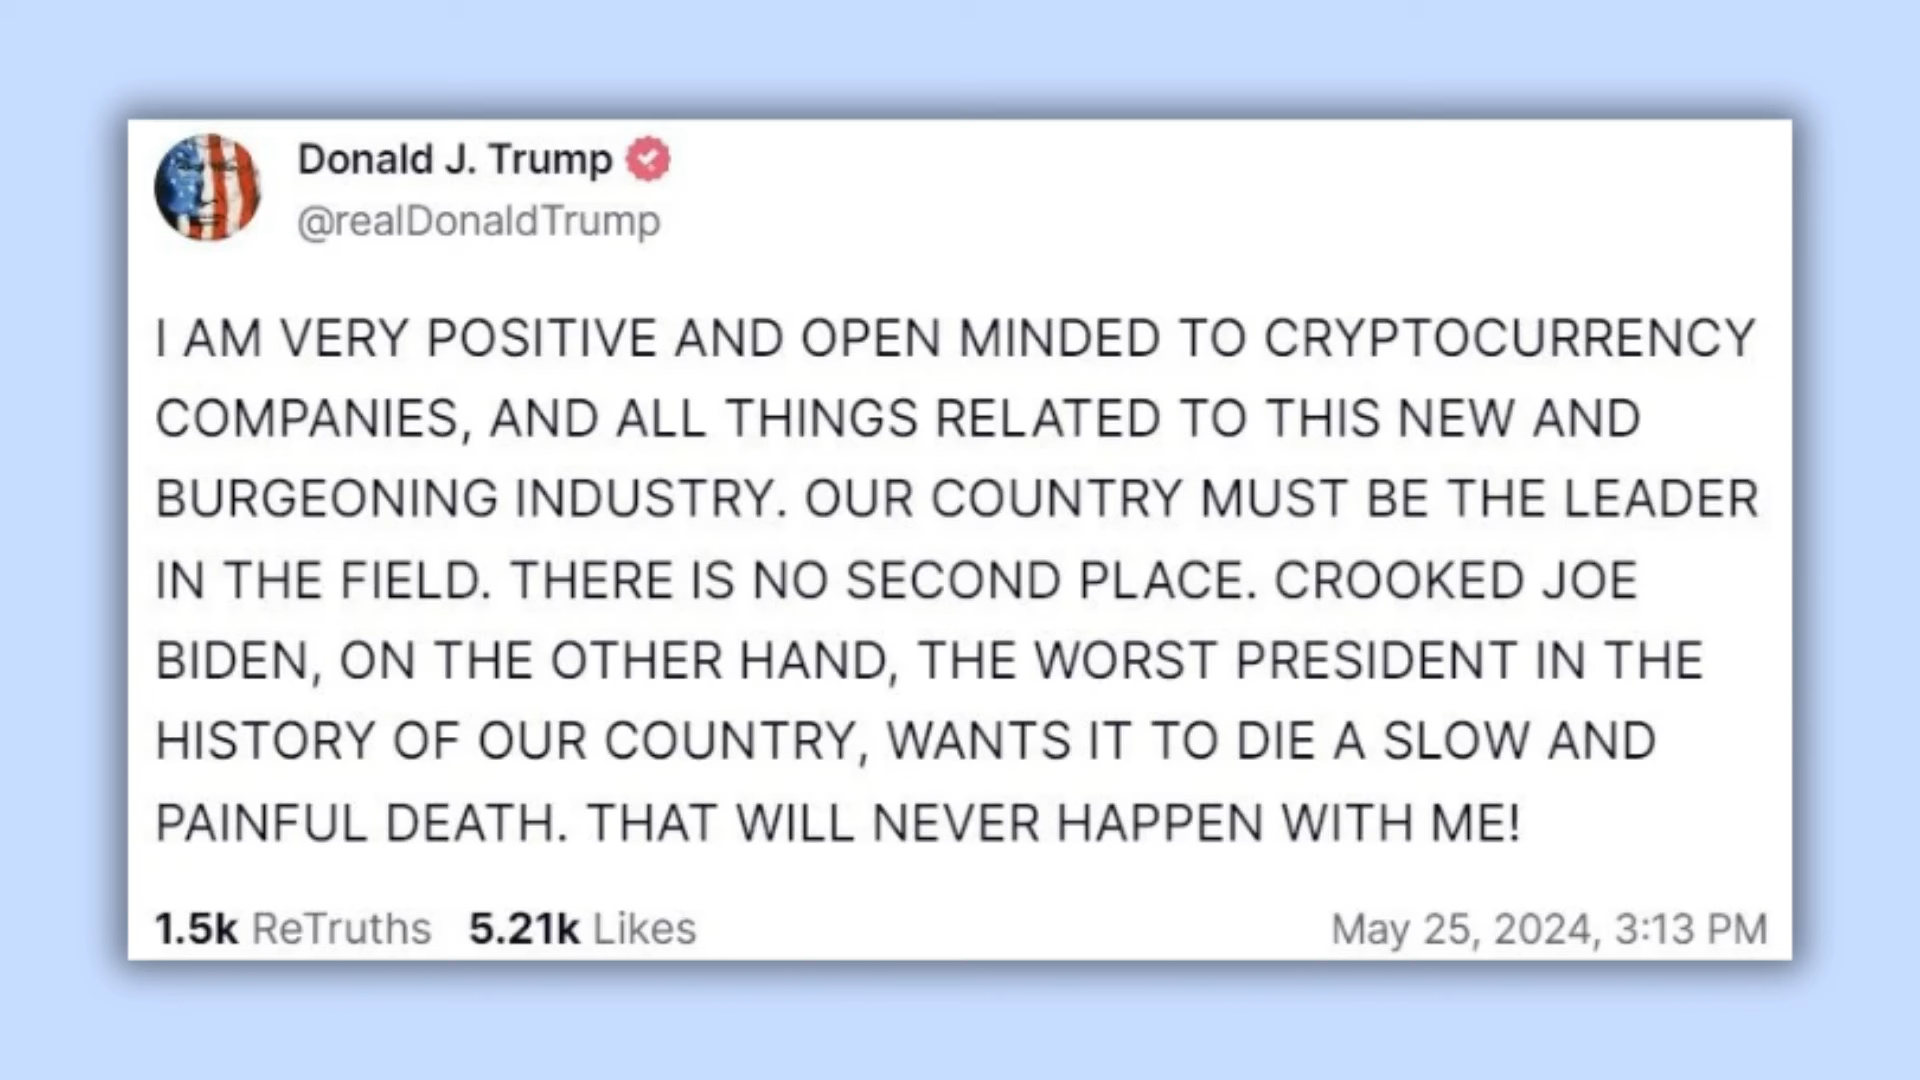 Donald J. Trump
@realDonaldTrump
I AM VERY POSITIVE AND OPEN MINDED TO CRYPTOCURRENCY
COMPANIES, AND ALL THINGS RELATED TO THIS NEW AND
BURGEONING INDUSTRY. OUR COUNTRY MUST BE THE LEADER
IN THE FIELD. THERE IS NO SECOND PLACE. CROOKED JOE
BIDEN, ON THE OTHER HAND, THE WORST PRESIDENT IN THE
HISTORY OF OUR COUNTRY, WANTS IT TO DIE A SLOW AND
PAINFUL DEATH. THAT WILL NEVER HAPPEN WITH ME!
1.5k ReTruths 5.21k Likes May 25, 2024, 3:13 PM